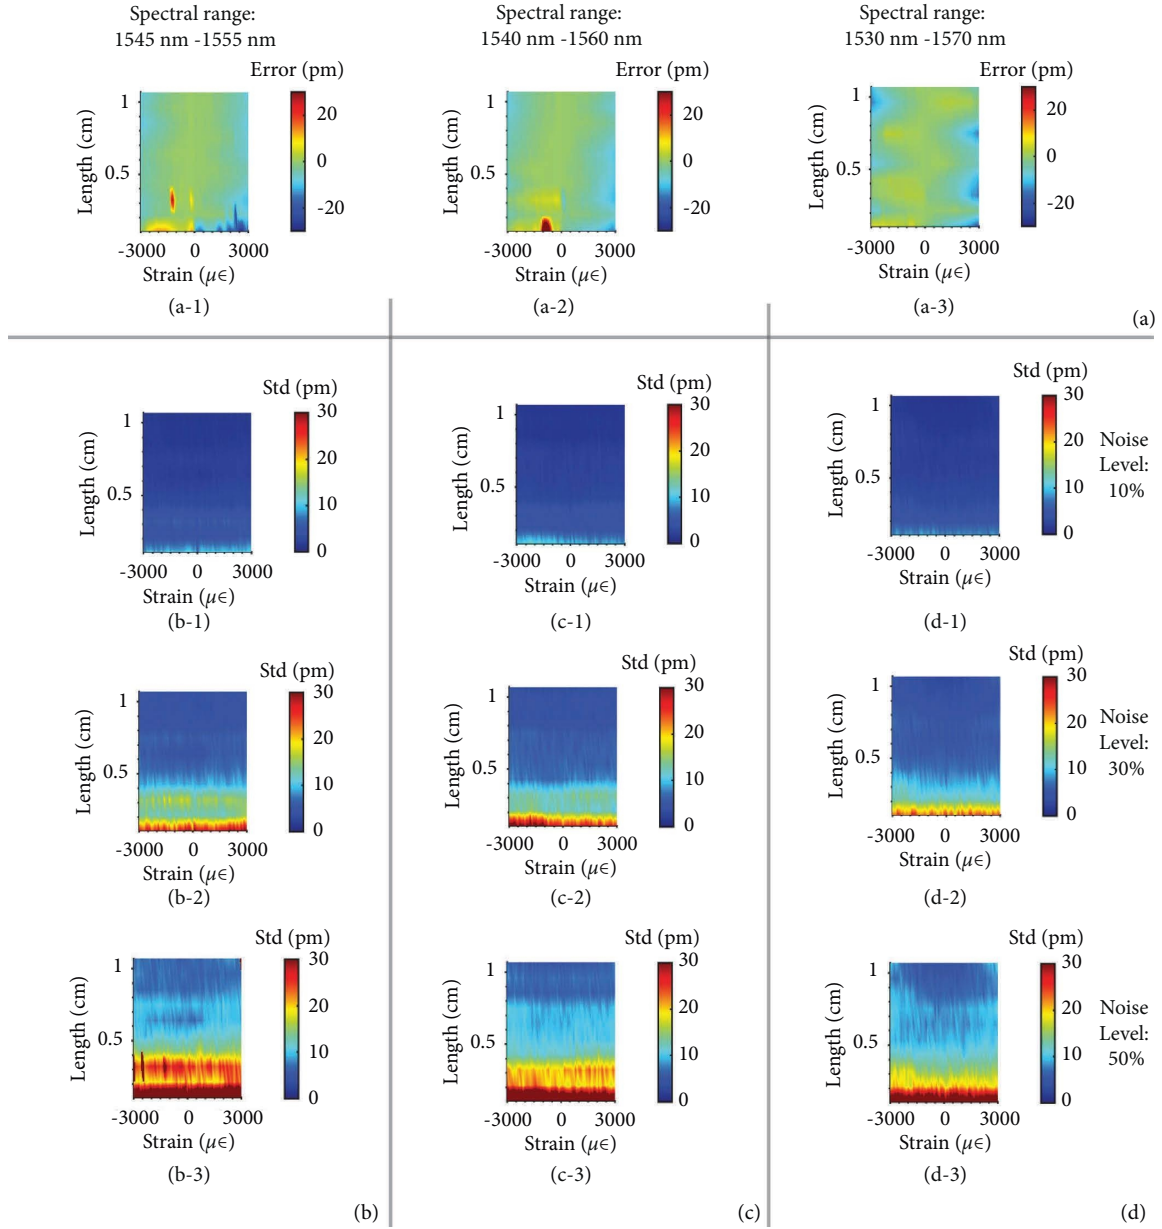 Spectral range:
1545 nm -1555 nm
Spectral range:
1540 nm -1560 nm
Spectral range:
1530 nm -1570 nm
Error (pm)
1
0.5
Length (cm)
20
0
-20
-3000 0 3000
Strain (μϵ)
(a-1)
Error (pm)
1
0.5
Length (cm)
20
0
-20
-3000 0 3000
Strain (μϵ)
(a-2)
Error (pm)
1
0.5
Length (cm)
20
0
-20
-3000 0 3000
Strain (μϵ)
(a-3)
(a)
Std (pm)
1
0.5
Length (cm)
30
20
10
0
-3000 0 3000
Strain (μϵ)
(b-1)
Std (pm)
1
0.5
Length (cm)
30
20
10
0
-3000 0 3000
Strain (μϵ)
(c-1)
Std (pm)
1
0.5
Length (cm)
30
20
10
0
-3000 0 3000
Strain (μϵ)
(d-1)
Noise
Level:
10%
Std (pm)
1
0.5
Length (cm)
30
20
10
0
-3000 0 3000
Strain (μϵ)
(b-2)
Std (pm)
1
0.5
Length (cm)
30
20
10
0
-3000 0 3000
Strain (μϵ)
(c-2)
Std (pm)
1
0.5
Length (cm)
30
20
10
0
-3000 0 3000
Strain (μϵ)
(d-2)
Noise
Level:
30%
Std (pm)
1
0.5
Length (cm)
30
20
10
0
-3000 0 3000
Strain (μϵ)
(b-3)
Std (pm)
1
0.5
Length (cm)
30
20
10
0
-3000 0 3000
Strain (μϵ)
(c-3)
Std (pm)
1
0.5
Length (cm)
30
20
10
0
-3000 0 3000
Strain (μϵ)
(d-3)
Noise
Level:
50%
(b)
(c)
(d)